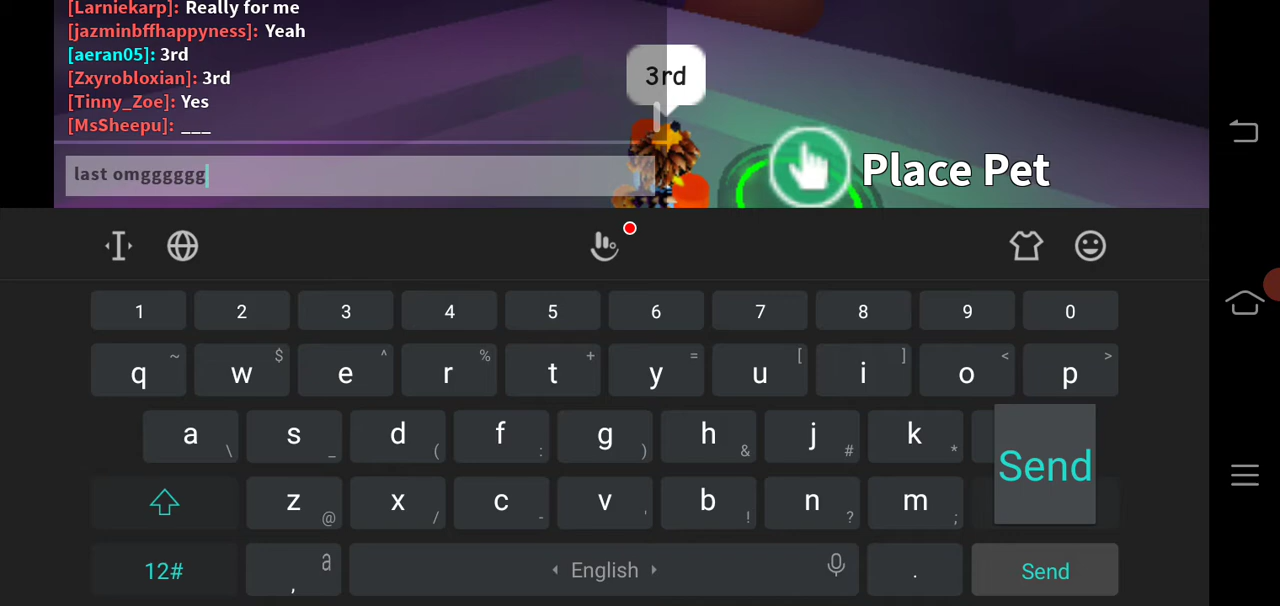 [Larniekarp]: Really for me
[jazminbffhappyness]: Yeah
[aeran05]: 3rd
[Zxyrobloxian]: 3rd
[Tinny_Zoe]: Yes
[MsSheepu]: ___
3rd
last omgggggg
Place Pet
1 2 3 4 5 6 7 8 9 0
q ~ w $ e ^ r % t + y = u [ i ] o < p >
a \ s _ d ( f : g ) h & j # k *
Send
z @ x / c - v ' b ! n ? m ;
12# , a English . Send